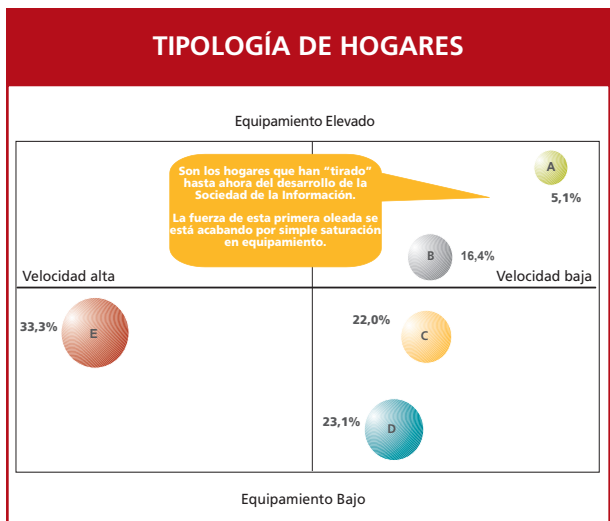 TIPOLOGÍA DE HOGARES
Equipamiento Elevado
Son los hogares que han “tirado”
hasta ahora del desarrollo de la
Sociedad de la Información.
La fuerza de esta primera oleada se
está acabando por simple saturación
en equipamiento.
A
5,1%
B
16,4%
Velocidad alta
Velocidad baja
33,3%
E
22,0%
C
23,1%
D
Equipamiento Bajo